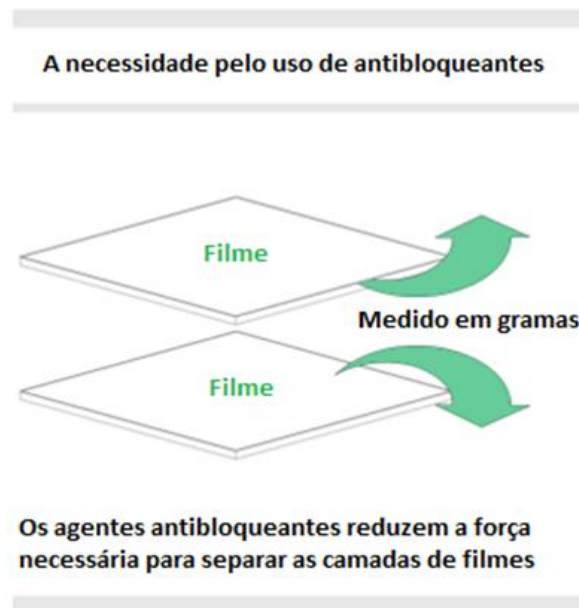 A necessidade pelo uso de antibloqueantes
Filme
Medido em gramas
Filme
Os agentes antibloqueantes reduzem a força
necessária para separar as camadas de filmes